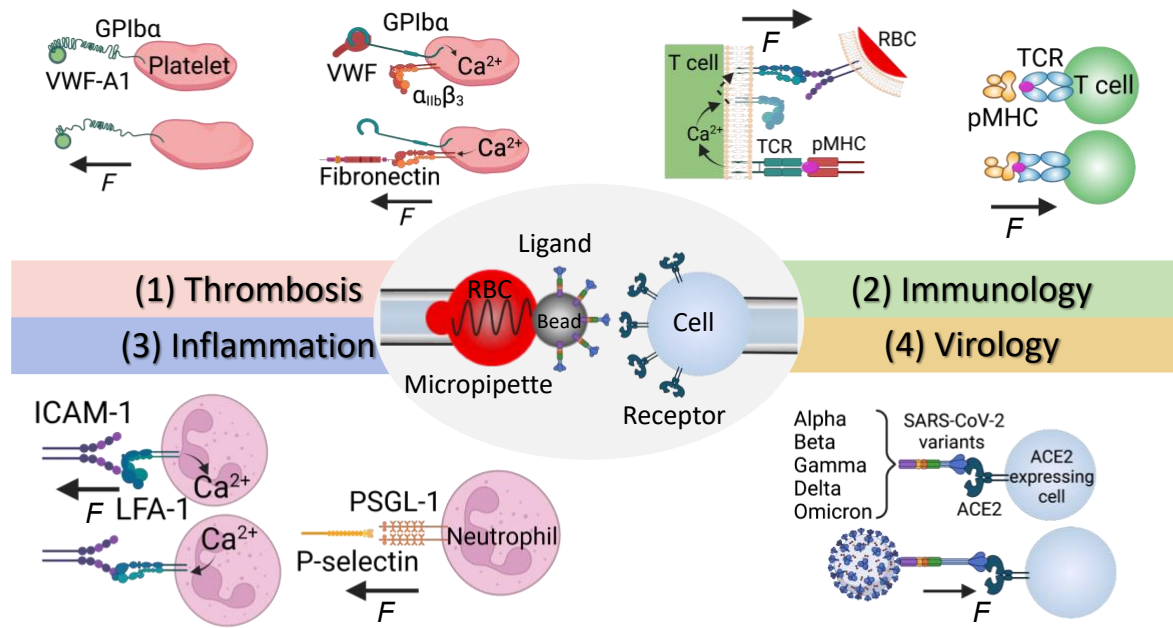 GPIbα
VWF-A1
Platelet
F
GPIbα
VWF
Ca²⁺
αIIbβ3
Ca²⁺
Fibronectin
F
F
T cell
RBC
Ca²⁺
TCR
pMHC
TCR
T cell
pMHC
F
(1) Thrombosis
(2) Immunology
(3) Inflammation
(4) Virology
Ligand
RBC
Bead
Cell
Micropipette
Receptor
ICAM-1
Ca²⁺
F
LFA-1
Ca²⁺
PSGL-1
Neutrophil
P-selectin
F
Alpha
Beta
Gamma
Delta
Omicron
SARS-CoV-2
variants
ACE2
expressing
cell
ACE2
F